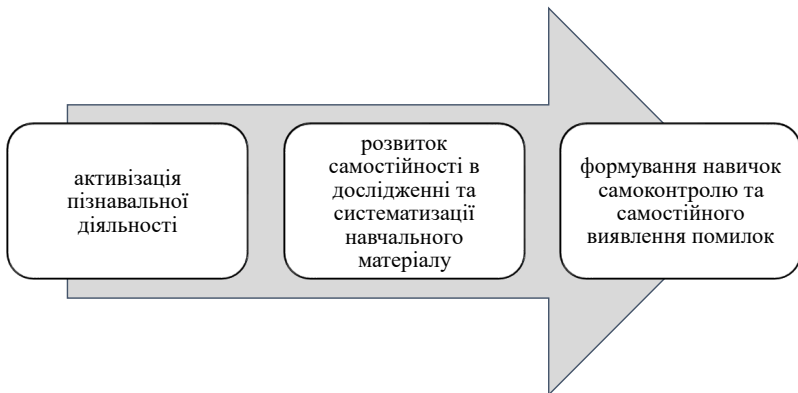 активізація
пізнавальної
діяльності
розвиток
самостійності в
дослідженні та
систематизації
навчального
матеріалу
формування навичок
самоконтролю та
самостійного
виявлення помилок